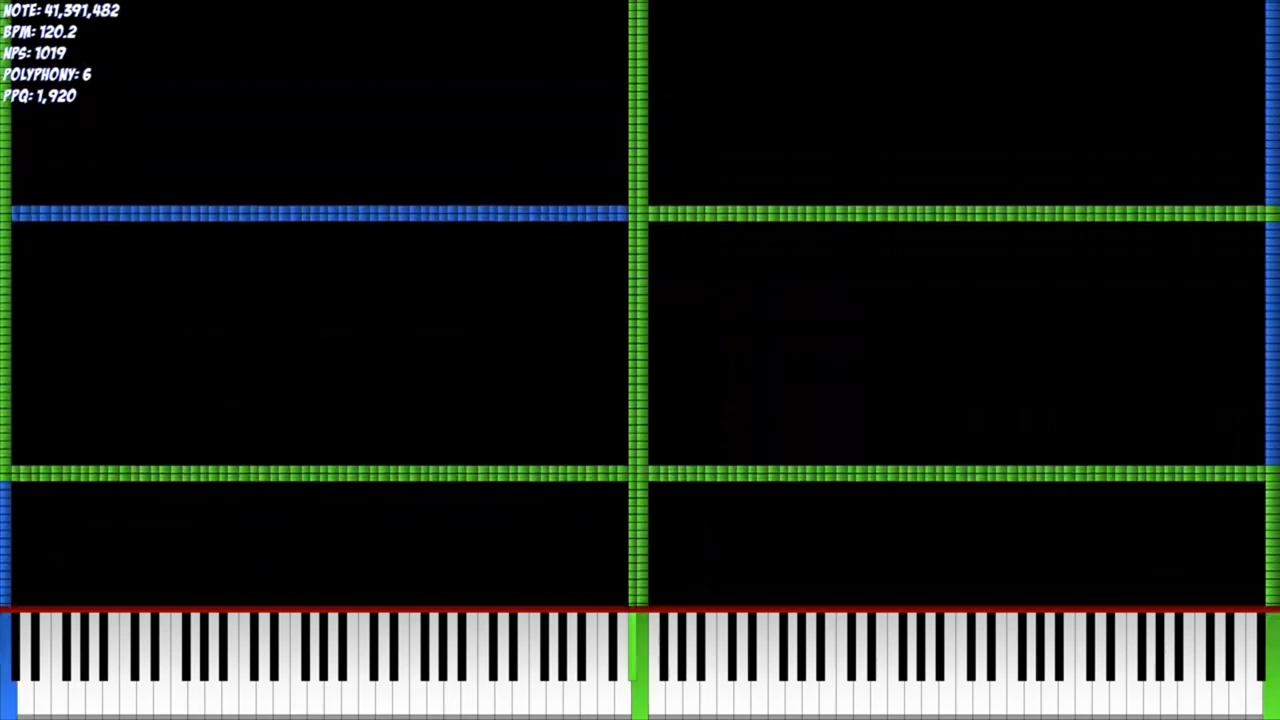 NOTE: 41,391,482
BPM: 120.2
NPS: 1019
POLYPHONY: 6
PPQ: 1,920